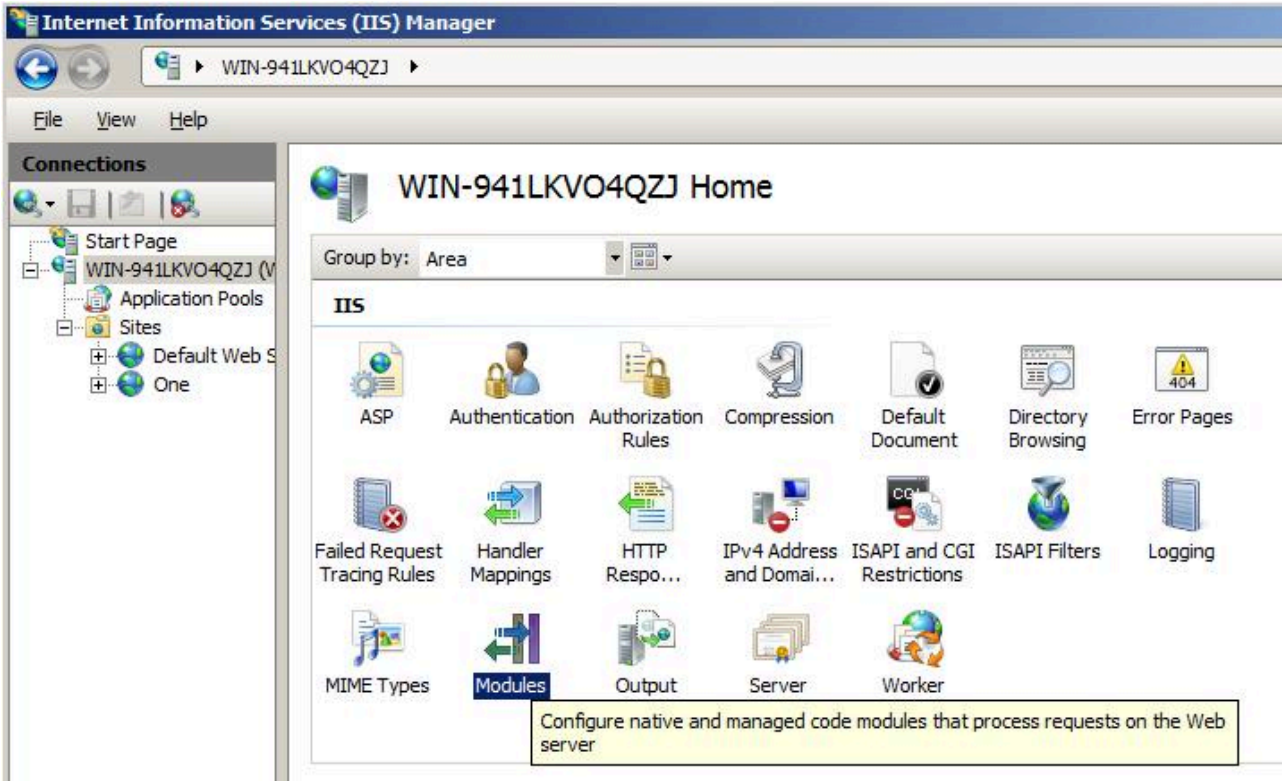 Internet Information Services (IIS) Manager
WIN-941LKVO4QZJ
File View Help
Connections
Start Page
WIN-941LKVO4QZJ (W
Application Pools
Sites
Default Web S
One
WIN-941LKVO4QZJ Home
Group by: Area
IIS
ASP
Authentication
Authorization
Rules
Compression
Default
Document
Directory
Browsing
404
Error Pages
Failed Request
Tracing Rules
Handler
Mappings
HTTP
Respo...
IPv4 Address
and Domai...
CGI
ISAPI and CGI
Restrictions
ISAPI Filters
Logging
MIME Types
Modules
Output
Server
Worker
Configure native and managed code modules that process requests on the Web
server